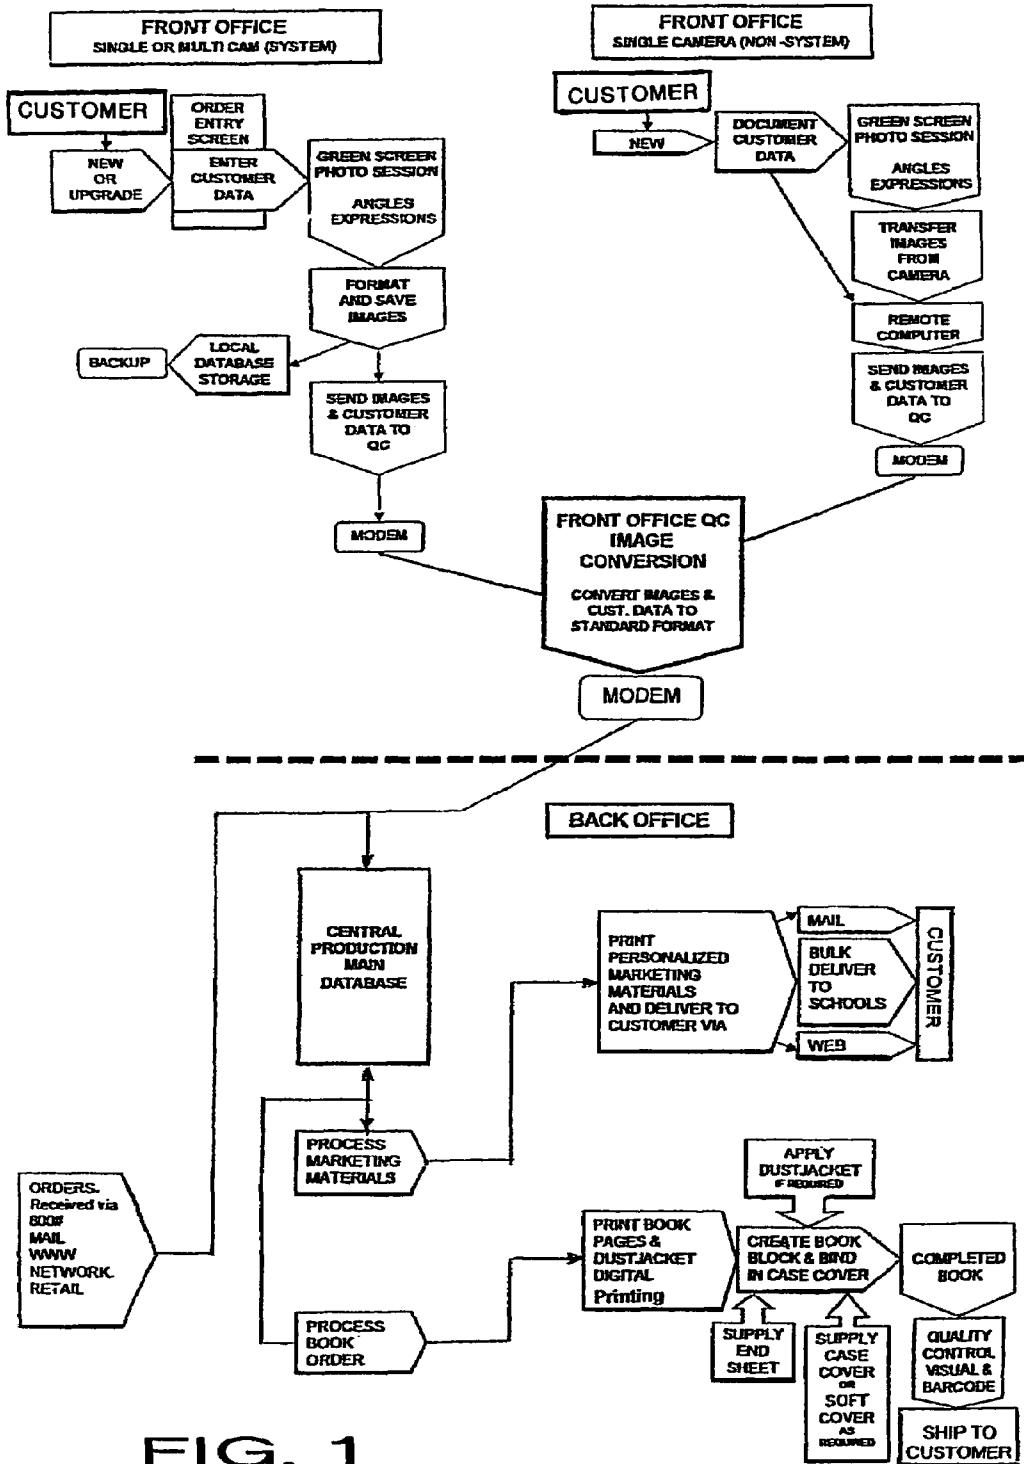 FRONT OFFICE
SINGLE OR MULTI CAM (SYSTEM)
CUSTOMER
ORDER
ENTRY
SCREEN
NEW
OR
UPGRADE
ENTER
CUSTOMER
DATA
GREEN SCREEN
PHOTO SESSION
ANGLES
EXPRESSIONS
FORMAT
AND SAVE
IMAGES
BACKUP
LOCAL
DATABASE
STORAGE
SEND IMAGES
& CUSTOMER
DATA TO
QC
MODEM
FRONT OFFICE
SINGLE CAMERA (NON-SYSTEM)
CUSTOMER
NEW
DOCUMENT
CUSTOMER
DATA
GREEN SCREEN
PHOTO SESSION
ANGLES
EXPRESSIONS
TRANSFER
IMAGES
FROM
CAMERA
REMOTE
COMPUTER
SEND IMAGES
& CUSTOMER
DATA TO
QC
MODEM
FRONT OFFICE QC
IMAGE
CONVERSION
CONVERT IMAGES &
CUST. DATA TO
STANDARD FORMAT
MODEM
BACK OFFICE
CENTRAL
PRODUCTION
MAIN
DATABASE
PRINT
PERSONALIZED
MARKETING
MATERIALS
AND DELIVER TO
CUSTOMER VIA
MAIL
BULK
DELIVER
TO
SCHOOLS
WEB
CUSTOMER
PROCESS
MARKETING
MATERIALS
ORDERS.
Received via
800#
MAIL
WWW
NETWORK.
RETAIL
PROCESS
BOOK
ORDER
PRINT BOOK
PAGES &
DUSTJACKET
DIGITAL
Printing
APPLY
DUSTJACKET
IF REQUIRED
CREATE BOOK
BLOCK & BIND
IN CASE COVER
SUPPLY
END
SHEET
SUPPLY
CASE
COVER
OR
SOFT
COVER
AS
REQUIRED
COMPLETED
BOOK
QUALITY
CONTROL
VISUAL &
BARCODE
SHIP TO
CUSTOMER
FIG. 1